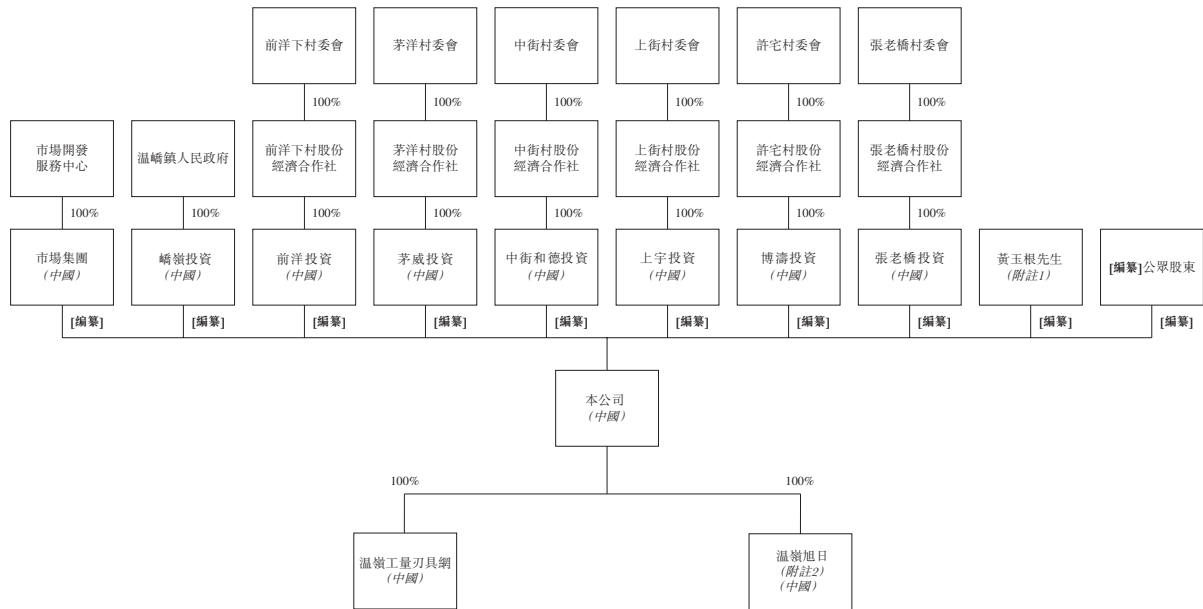 前洋下村委會
茅洋村委會
中街村委會
上街村委會
許宅村委會
張老橋村委會
100%
100%
100%
100%
100%
100%
市場開發
服務中心
溫嶠鎮人民政府
前洋下村股份
經濟合作社
茅洋村股份
經濟合作社
中街村股份
經濟合作社
上街村股份
經濟合作社
許宅村股份
經濟合作社
張老橋村股份
經濟合作社
100%
100%
100%
100%
100%
100%
100%
100%
市場集團
(中國)
嶠嶺投資
(中國)
前洋投資
(中國)
茅威投資
(中國)
中街和德投資
(中國)
上宇投資
(中國)
博濤投資
(中國)
張老橋投資
(中國)
黃玉根先生
(附註1)
[編纂]公眾股東
[編纂]
[編纂]
[編纂]
[編纂]
[編纂]
[編纂]
[編纂]
[編纂]
[編纂]
[編纂]
本公司
(中國)
100%
100%
溫嶺工量刃具網
(中國)
溫嶺旭日
(附註2)
(中國)